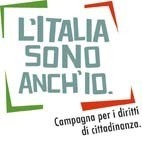 L'ITALIA
SONO
ANCH'IO.
Campagna per i diritti
di cittadinanza.